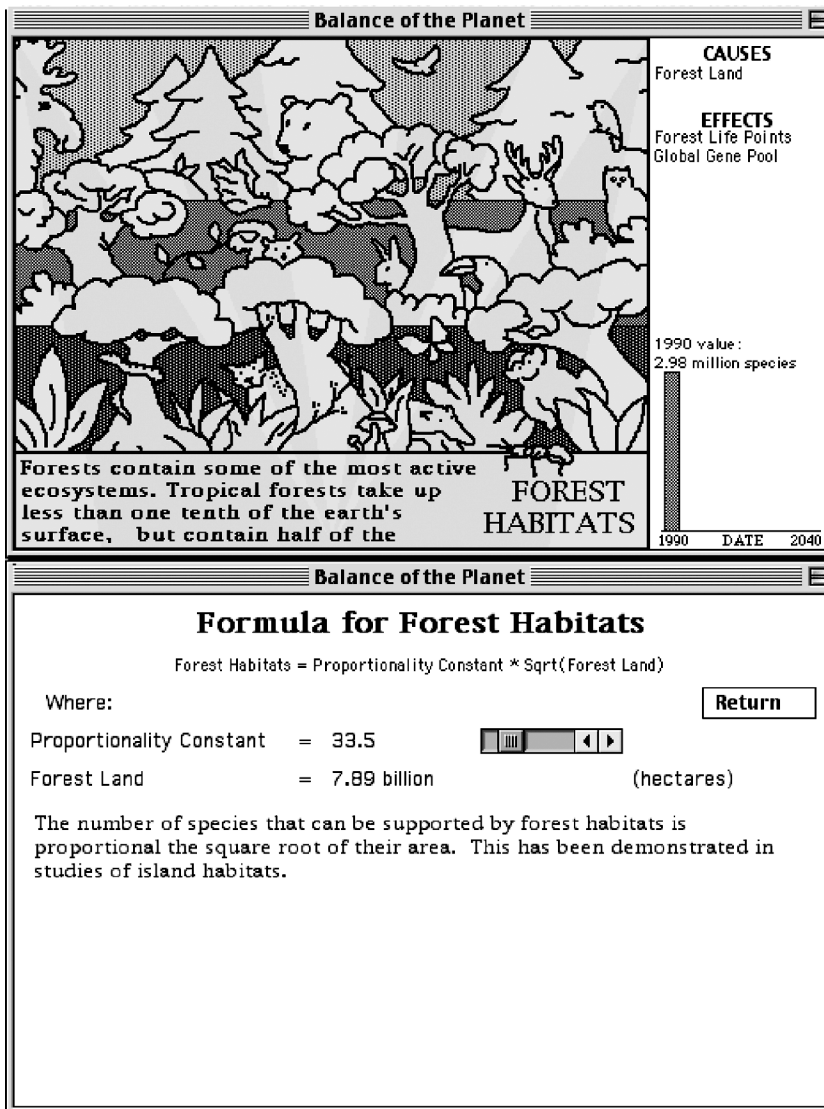 Balance of the Planet
CAUSES
Forest Land
EFFECTS
Forest Life Points
Global Gene Pool
1990 value:
2.98 million species
1990 DATE 2040
Forests contain some of the most active
ecosystems. Tropical forests take up
less than one tenth of the earth's
surface, but contain half of the
FOREST
HABITATS
Balance of the Planet
Formula for Forest Habitats
Forest Habitats = Proportionality Constant * Sqrt(Forest Land)
Where:
Return
Proportionality Constant = 33.5
Forest Land = 7.89 billion (hectares)
The number of species that can be supported by forest habitats is
proportional the square root of their area. This has been demonstrated in
studies of island habitats.